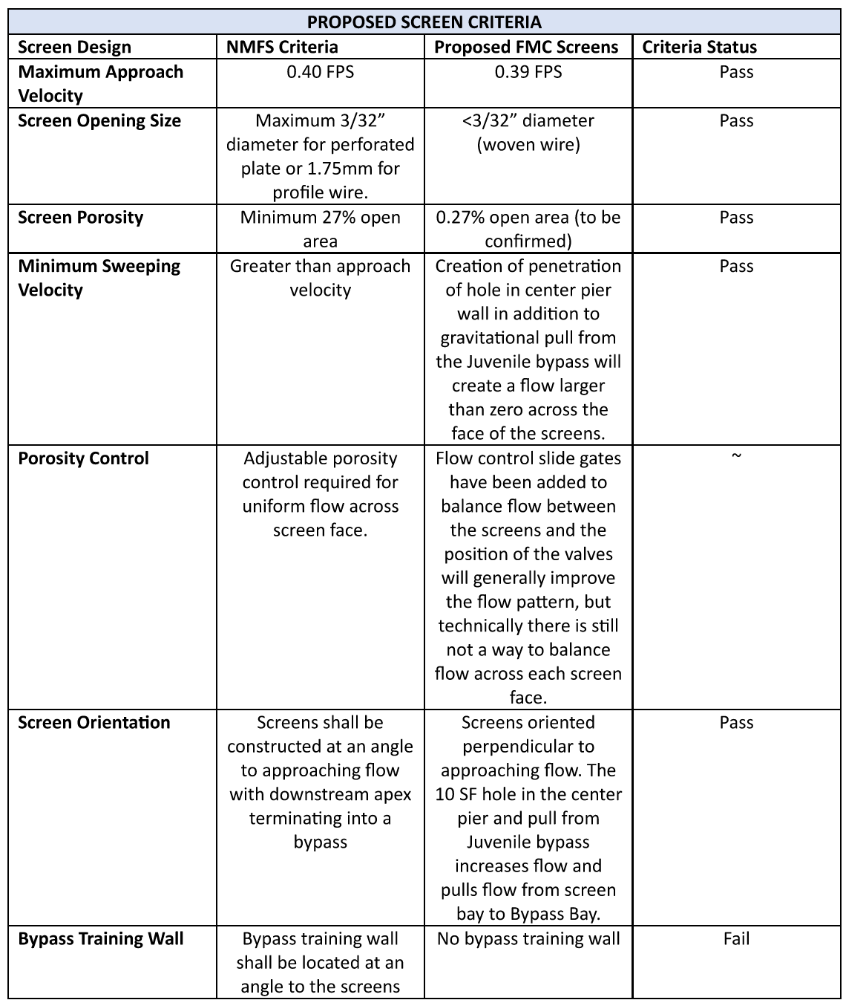 PROPOSED SCREEN CRITERIA
Screen Design NMFS Criteria Proposed FMC Screens Criteria Status
Maximum Approach
Velocity
0.40 FPS
0.39 FPS
Pass
Screen Opening Size
Maximum 3/32”
diameter for perforated
plate or 1.75mm for
profile wire.
<3/32” diameter
(woven wire)
Pass
Screen Porosity
Minimum 27% open
area
0.27% open area (to be
confirmed)
Pass
Minimum Sweeping
Velocity
Greater than approach
velocity
Creation of penetration
of hole in center pier
wall in addition to
gravitational pull from
the Juvenile bypass will
create a flow larger
than zero across the
face of the screens.
Pass
Porosity Control
Adjustable porosity
control required for
uniform flow across
screen face.
Flow control slide gates
have been added to
balance flow between
the screens and the
position of the valves
will generally improve
the flow pattern, but
technically there is still
not a way to balance
flow across each screen
face.
~
Screen Orientation
Screens shall be
constructed at an angle
to approaching flow
with downstream apex
terminating into a
bypass
Screens oriented
perpendicular to
approaching flow. The
10 SF hole in the center
pier and pull from
Juvenile bypass
increases flow and
pulls flow from screen
bay to Bypass Bay.
Pass
Bypass Training Wall
Bypass training wall
shall be located at an
angle to the screens
No bypass training wall
Fail